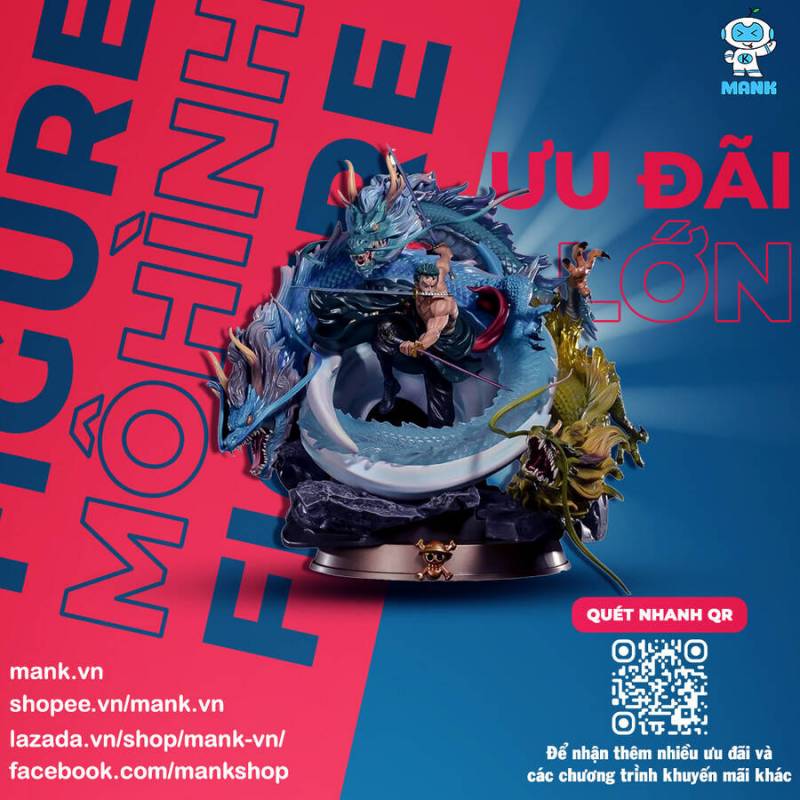 FIGURE
MÔ HÌNH
FIGURE
MANK
K
ƯU ĐÃI
LỚN
QUÉT NHANH QR
Để nhận thêm nhiều ưu đãi và
các chương trình khuyến mãi khác
mank.vn
shopee.vn/mank.vn
lazada.vn/shop/mank-vn/
facebook.com/mankshop